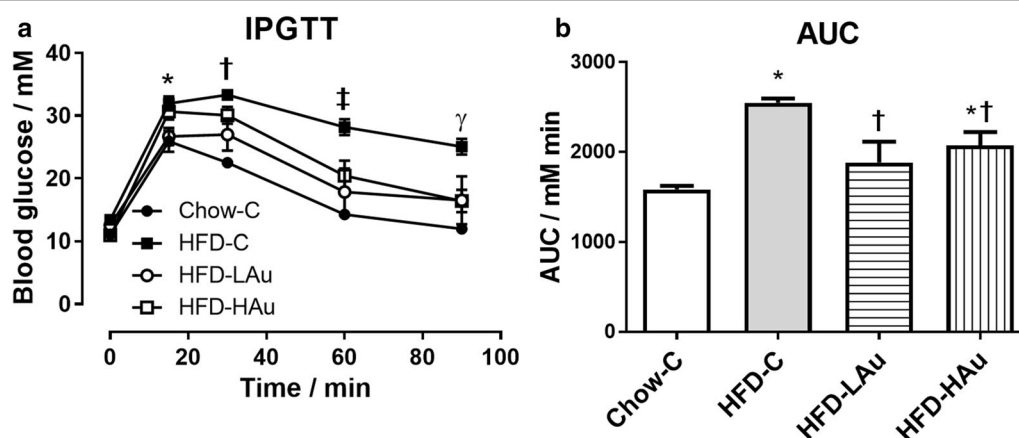 a
IPGTT
Blood glucose / mM
40
30
20
10
0
*
†
‡
γ
Chow-C
HFD-C
HFD-LAu
HFD-HAu
0
20
40
60
80
100
Time / min
b
AUC
AUC / mM min
3000
2000
1000
0
*
†
*†
Chow-C
HFD-C
HFD-LAu
HFD-HAu